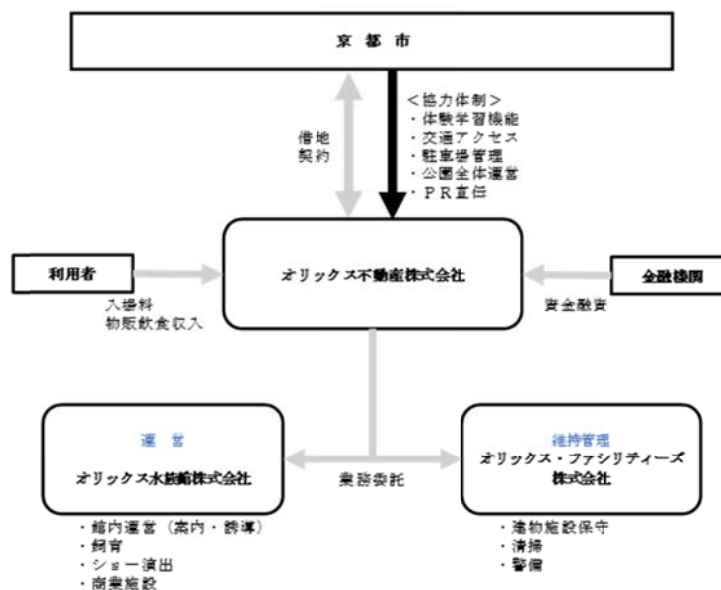 京都市
借地
契約
＜協力体制＞
・体験学習機能
・交通アクセス
・駐車場管理
・公園全体運営
・ＰＲ宣伝
利用者
オリックス不動産株式会社
金融機関
入場料
物販飲食収入
資金融資
運　営
オリックス水族館株式会社
維持管理
オリックス・ファシリティーズ
株式会社
業務委託
・館内運営（案内・誘導）
・飼育
・ショー演出
・商業施設
・建物施設保守
・清掃
・警備